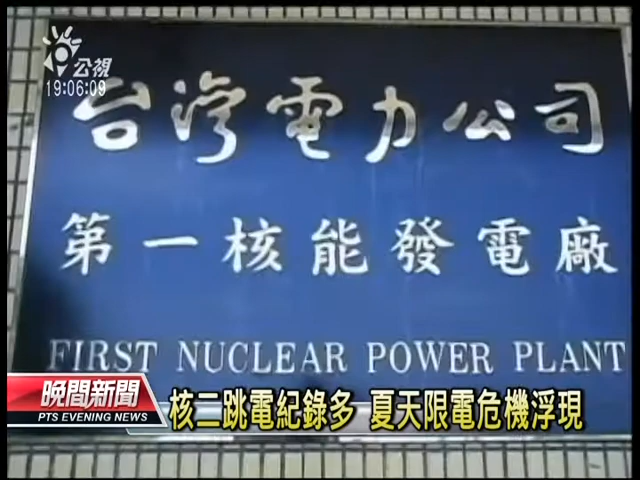 公視
19:06:09
台灣電力公司
第一核能發電廠
FIRST NUCLEAR POWER PLANT
晚間新聞
PTS EVENING NEWS
核二跳電紀錄多 夏天限電危機浮現